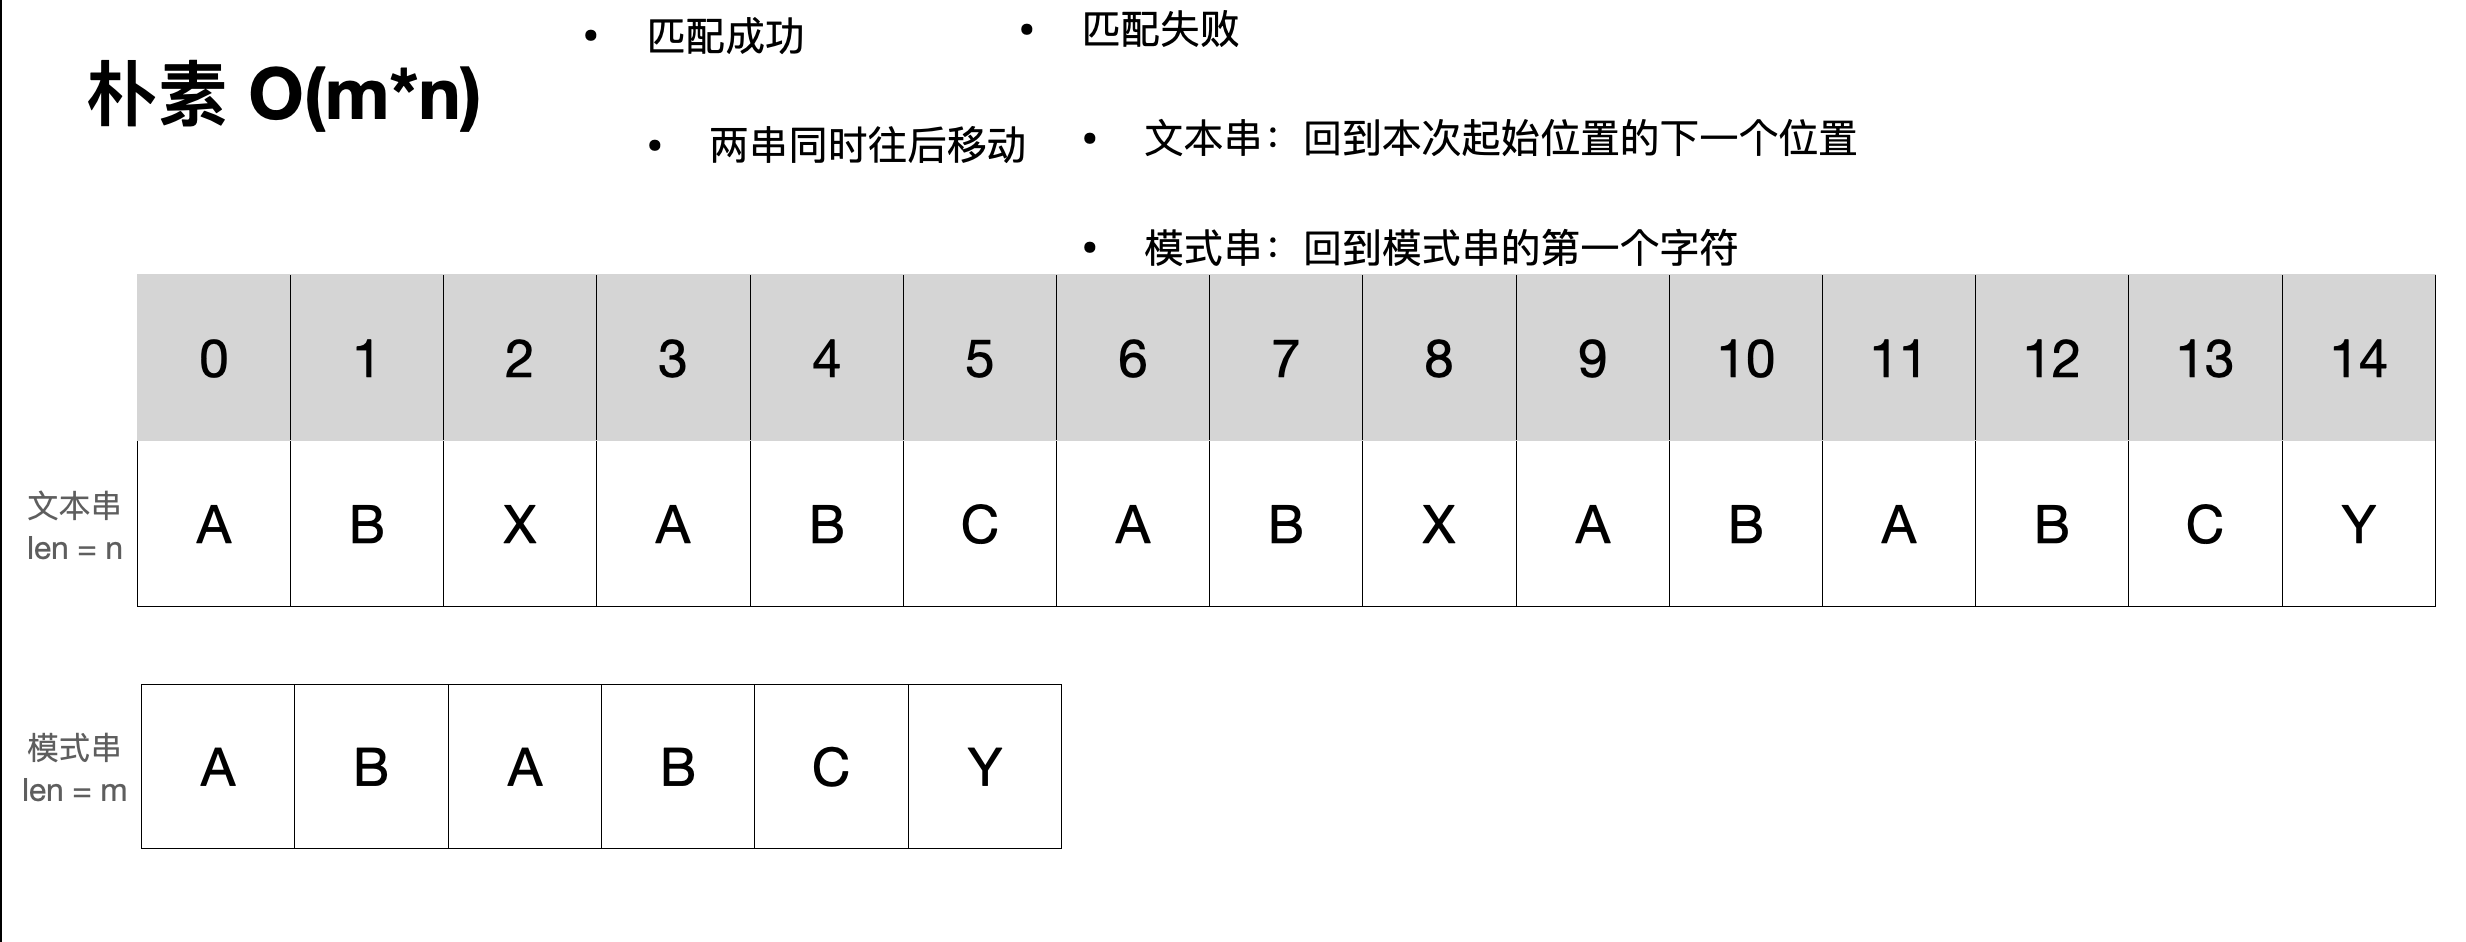 朴素 O(m*n)
• 匹配成功
• 两串同时往后移动
• 匹配失败
• 文本串：回到本次起始位置的下一个位置
• 模式串：回到模式串的第一个字符
0 1 2 3 4 5 6 7 8 9 10 11 12 13 14
文本串
len = n
A B X A B C A B X A B A B C Y
模式串
len = m
A B A B C Y